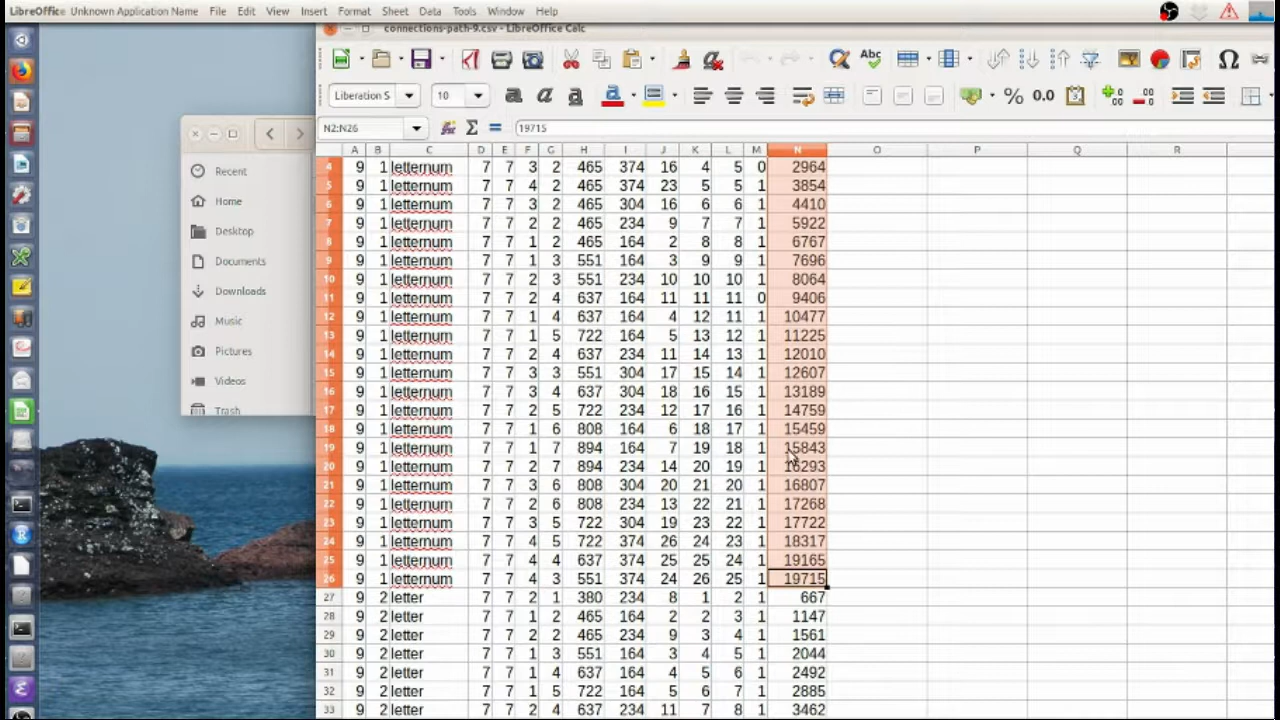 LibreOffice Unknown Application Name File Edit View Insert Format Sheet Data Tools Window Help
connections-path-9.csv - LibreOffice Calc
Abc
Liberation S 10 a a a a % 0.0
N2:N26 19715
A B C D E F G H I J K L M N O P Q R
4 9 1 letternum 7 7 3 2 465 374 16 4 5 0 2964
5 9 1 letternum 7 7 4 2 465 374 23 5 5 1 3854
6 9 1 letternum 7 7 3 2 465 304 16 6 6 1 4410
7 9 1 letternum 7 7 2 2 465 234 9 7 7 1 5922
8 9 1 letternum 7 7 1 2 465 164 2 8 8 1 6767
9 9 1 letternum 7 7 1 3 551 164 3 9 9 1 7696
10 9 1 letternum 7 7 2 3 551 234 10 10 10 1 8064
11 9 1 letternum 7 7 2 4 637 164 11 11 11 0 9406
12 9 1 letternum 7 7 1 4 637 164 4 12 11 1 10477
13 9 1 letternum 7 7 1 5 722 164 5 13 12 1 11225
14 9 1 letternum 7 7 2 4 637 234 11 14 13 1 12010
15 9 1 letternum 7 7 3 3 551 304 17 15 14 1 12607
16 9 1 letternum 7 7 3 4 637 304 18 16 15 1 13189
17 9 1 letternum 7 7 2 5 722 234 12 17 16 1 14759
18 9 1 letternum 7 7 1 6 808 164 6 18 17 1 15459
19 9 1 letternum 7 7 1 7 894 164 7 19 18 1 15843
20 9 1 letternum 7 7 2 7 894 234 14 20 19 1 16293
21 9 1 letternum 7 7 3 6 808 304 20 21 20 1 16807
22 9 1 letternum 7 7 2 6 808 234 13 22 21 1 17268
23 9 1 letternum 7 7 3 5 722 304 19 23 22 1 17722
24 9 1 letternum 7 7 4 5 722 374 26 24 23 1 18317
25 9 1 letternum 7 7 4 4 637 374 25 25 24 1 19165
26 9 1 letternum 7 7 4 3 551 374 24 26 25 1 19715
27 9 2 letter 7 7 2 1 380 234 8 1 2 1 667
28 9 2 letter 7 7 1 2 465 164 2 2 3 1 1147
29 9 2 letter 7 7 2 2 465 234 9 3 4 1 1561
30 9 2 letter 7 7 1 3 551 164 3 4 5 1 2044
31 9 2 letter 7 7 1 4 637 164 4 5 6 1 2492
32 9 2 letter 7 7 1 5 722 164 5 6 7 1 2885
33 9 2 letter 7 7 2 4 637 234 11 7 8 1 3462
Recent
Home
Desktop
Documents
Downloads
Music
Pictures
Videos
Trash